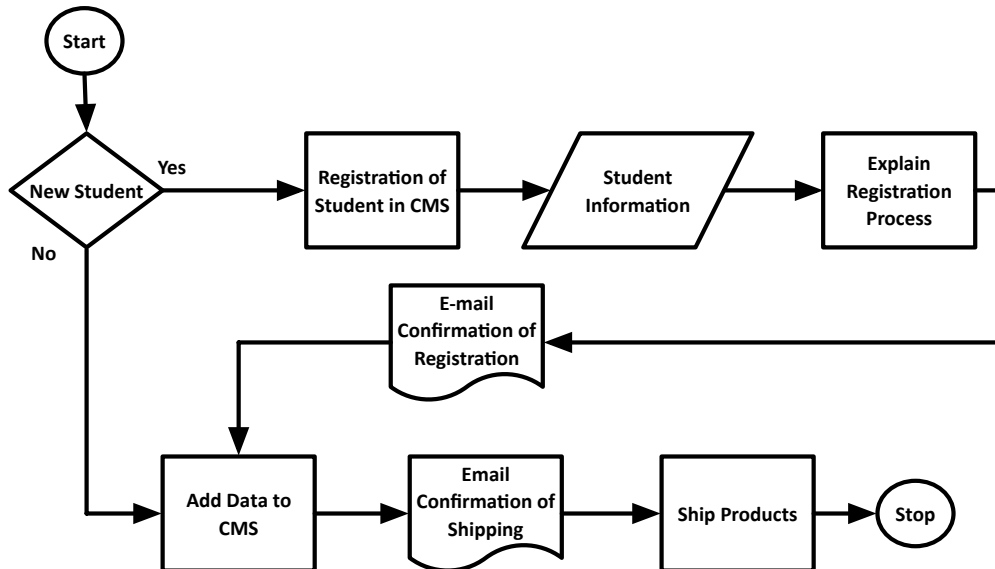 Start
New Student
Yes
No
Registration of
Student in CMS
Student
Information
Explain
Registration
Process
E-mail
Confirmation of
Registration
Add Data to
CMS
Email
Confirmation of
Shipping
Ship Products
Stop